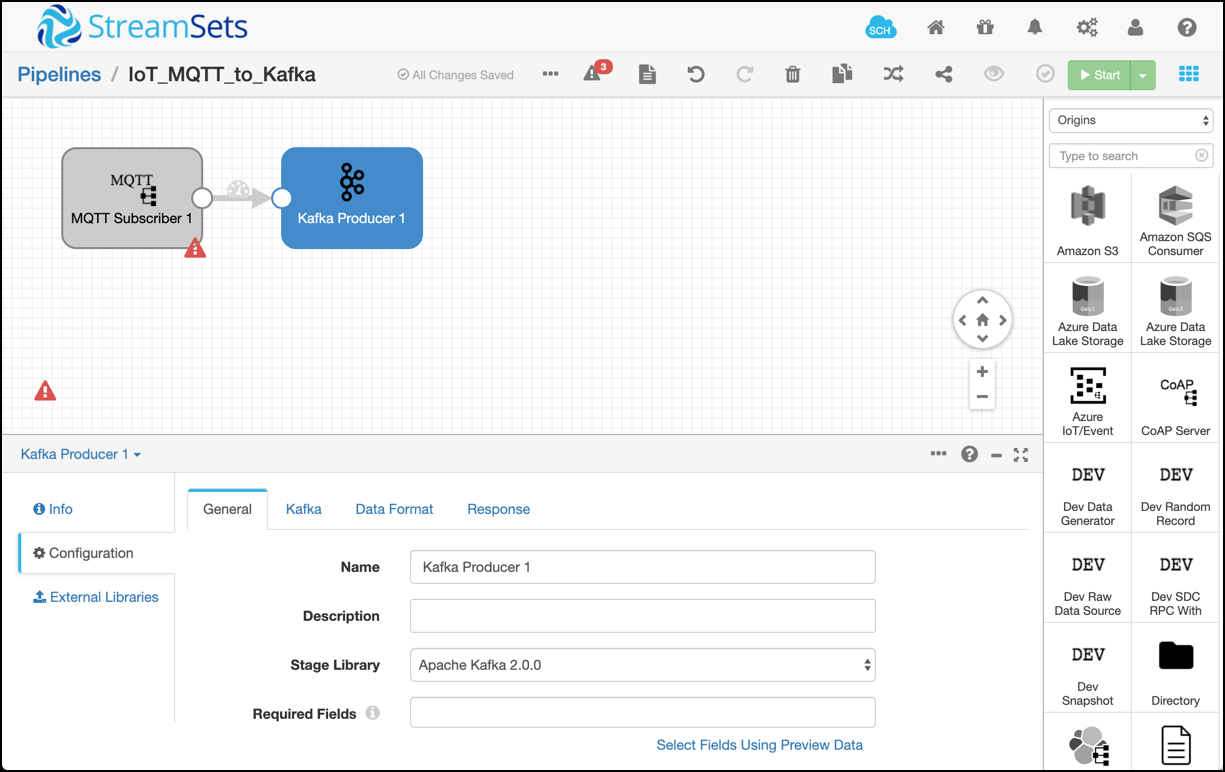 StreamSets
SCH
Pipelines / IoT_MQTT_to_Kafka
All Changes Saved
3
Start
MQTT
MQTT Subscriber 1
Kafka Producer 1
Origins
Type to search
Amazon S3
Amazon SQS
Consumer
Gen1
Azure Data
Lake Storage
Gen2
Azure Data
Lake Storage
Azure
IoT/Event
CoAP
CoAP Server
DEV
Dev Data
Generator
DEV
Dev Random
Record
DEV
Dev Raw
Data Source
DEV
Dev SDC
RPC With
DEV
Dev
Snapshot
Directory
Kafka Producer 1
Info
Configuration
External Libraries
General
Kafka
Data Format
Response
Name
Kafka Producer 1
Description
Stage Library
Apache Kafka 2.0.0
Required Fields
Select Fields Using Preview Data